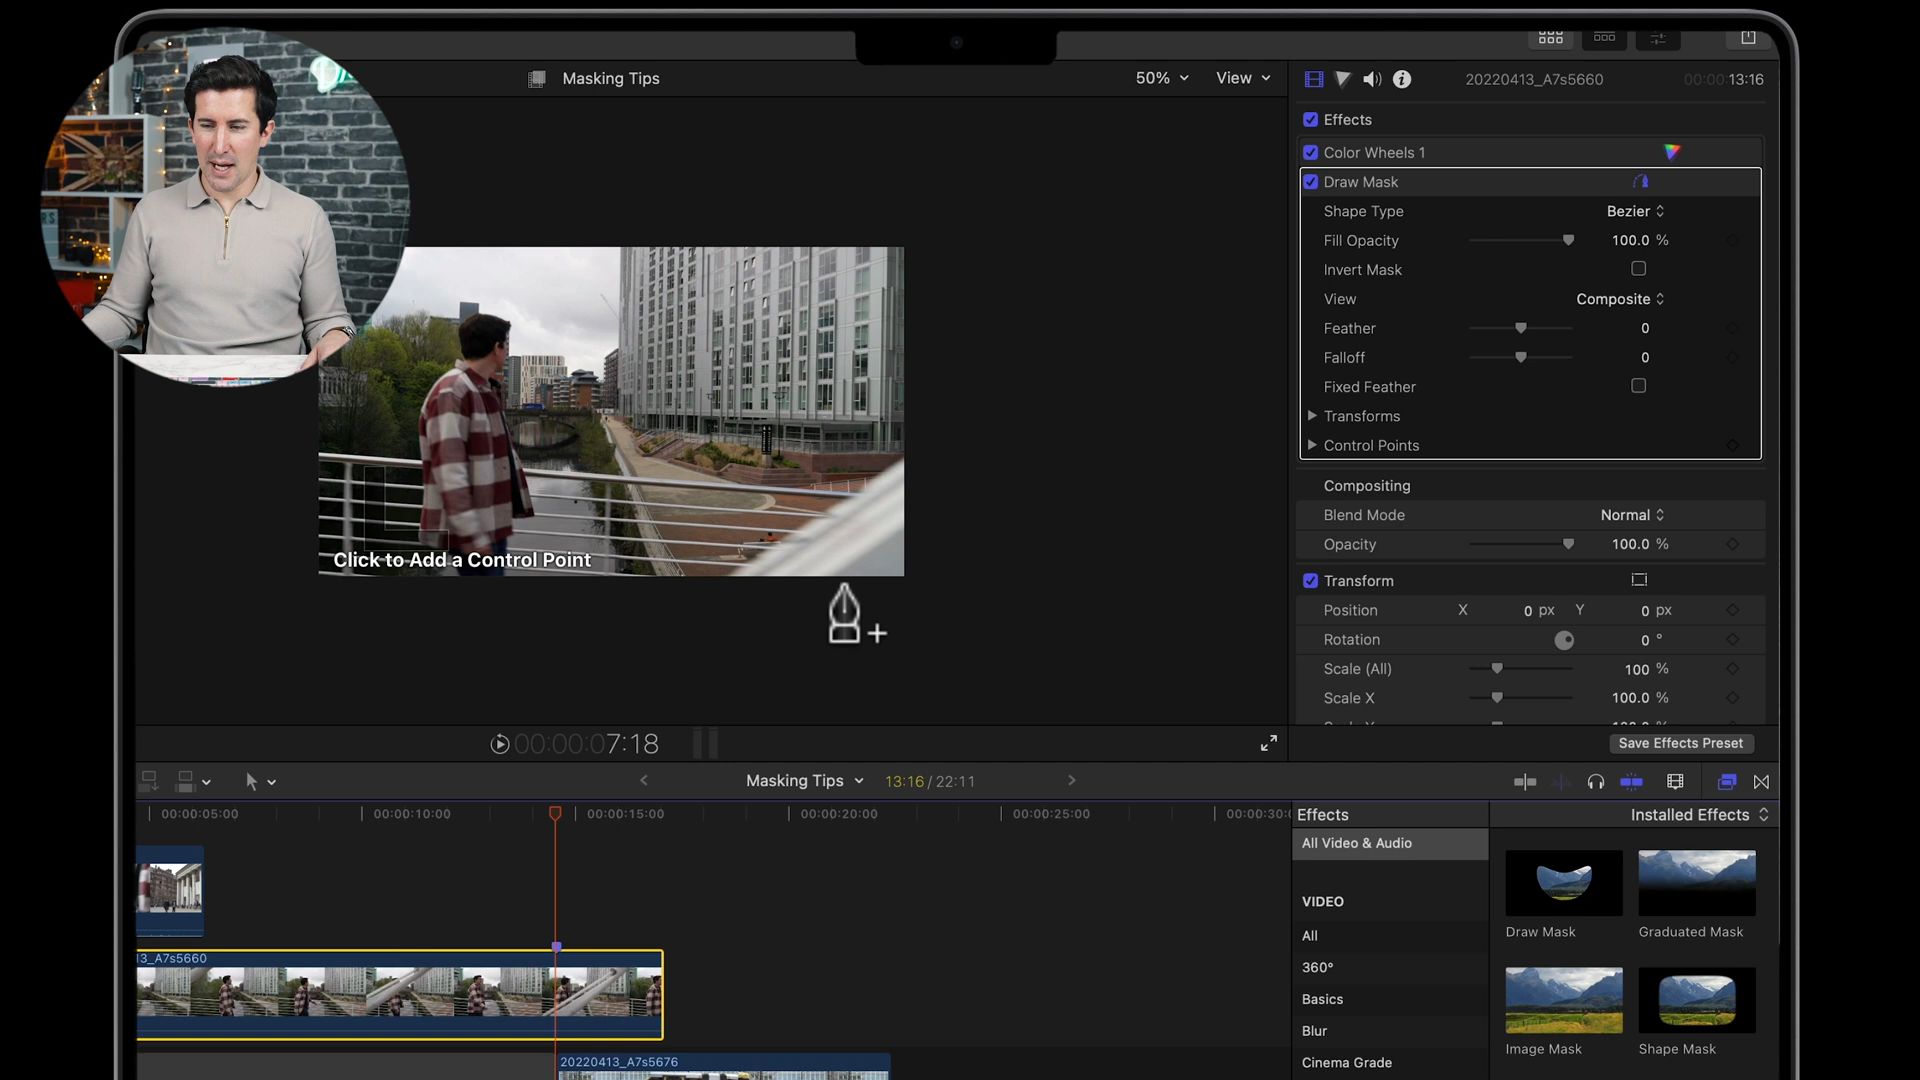 Masking Tips
50%
View
20220413_A7s5660
00:00:13:16
Effects
Color Wheels 1
Draw Mask
Shape Type
Bezier
Fill Opacity
100.0 %
Invert Mask
View
Composite
Feather
0
Falloff
0
Fixed Feather
Transforms
Control Points
Click to Add a Control Point
Compositing
Blend Mode
Normal
Opacity
100.0 %
Transform
Position
X
0 px
Y
0 px
Rotation
0 °
Scale (All)
100 %
Scale X
100.0 %
00:00:07:18
Save Effects Preset
Masking Tips
13:16 / 22:11
00:00:05:00
00:00:10:00
00:00:15:00
00:00:20:00
00:00:25:00
00:00:30:0
Effects
Installed Effects
All Video & Audio
VIDEO
All
360°
Basics
Blur
Cinema Grade
Draw Mask
Graduated Mask
Image Mask
Shape Mask
13_A7s5660
20220413_A7s5676